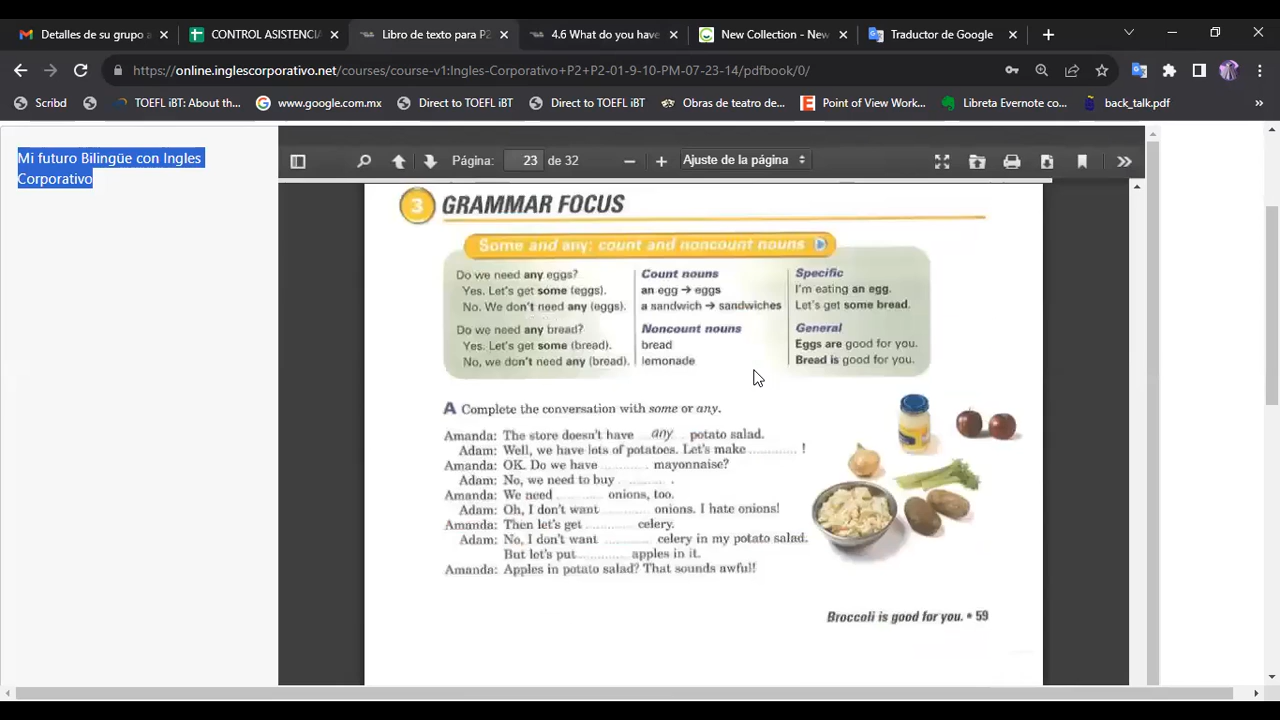 Detalles de su grupo a
CONTROL ASISTENCIA
Libro de texto para P2
4.6 What do you have
New Collection - New
Traductor de Google
https://online.inglescorporativo.net/courses/course-v1:Ingles-Corporativo+P2+P2-01-9-10-PM-07-23-14/pdfbook/0/
Scribd
TOEFL iBT: About th...
www.google.com.mx
Direct to TOEFL iBT
Direct to TOEFL iBT
Obras de teatro de...
Point of View Work...
Libreta Evernote co...
back_talk.pdf
»
Mi futuro Bilingüe con Ingles
Corporativo
Página: 23 de 32
Ajuste de la página
3 GRAMMAR FOCUS
Some and any; count and noncount nouns
Do we need any eggs?
Yes. Let's get some (eggs).
No. We don't need any (eggs).
Do we need any bread?
Yes. Let's get some (bread).
No, we don't need any (bread).
Count nouns
an egg → eggs
a sandwich → sandwiches
Noncount nouns
bread
lemonade
Specific
I'm eating an egg.
Let's get some bread.
General
Eggs are good for you.
Bread is good for you.
A Complete the conversation with some or any.
Amanda: The store doesn't have any potato salad.
Adam: Well, we have lots of potatoes. Let's make ............ !
Amanda: OK. Do we have ............ mayonnaise?
Adam: No, we need to buy ............ .
Amanda: We need ............ onions, too.
Adam: Oh, I don't want ............ onions. I hate onions!
Amanda: Then let's get ............ celery.
Adam: No, I don't want ............ celery in my potato salad.
But let's put ............ apples in it.
Amanda: Apples in potato salad? That sounds awful!
Broccoli is good for you. • 59